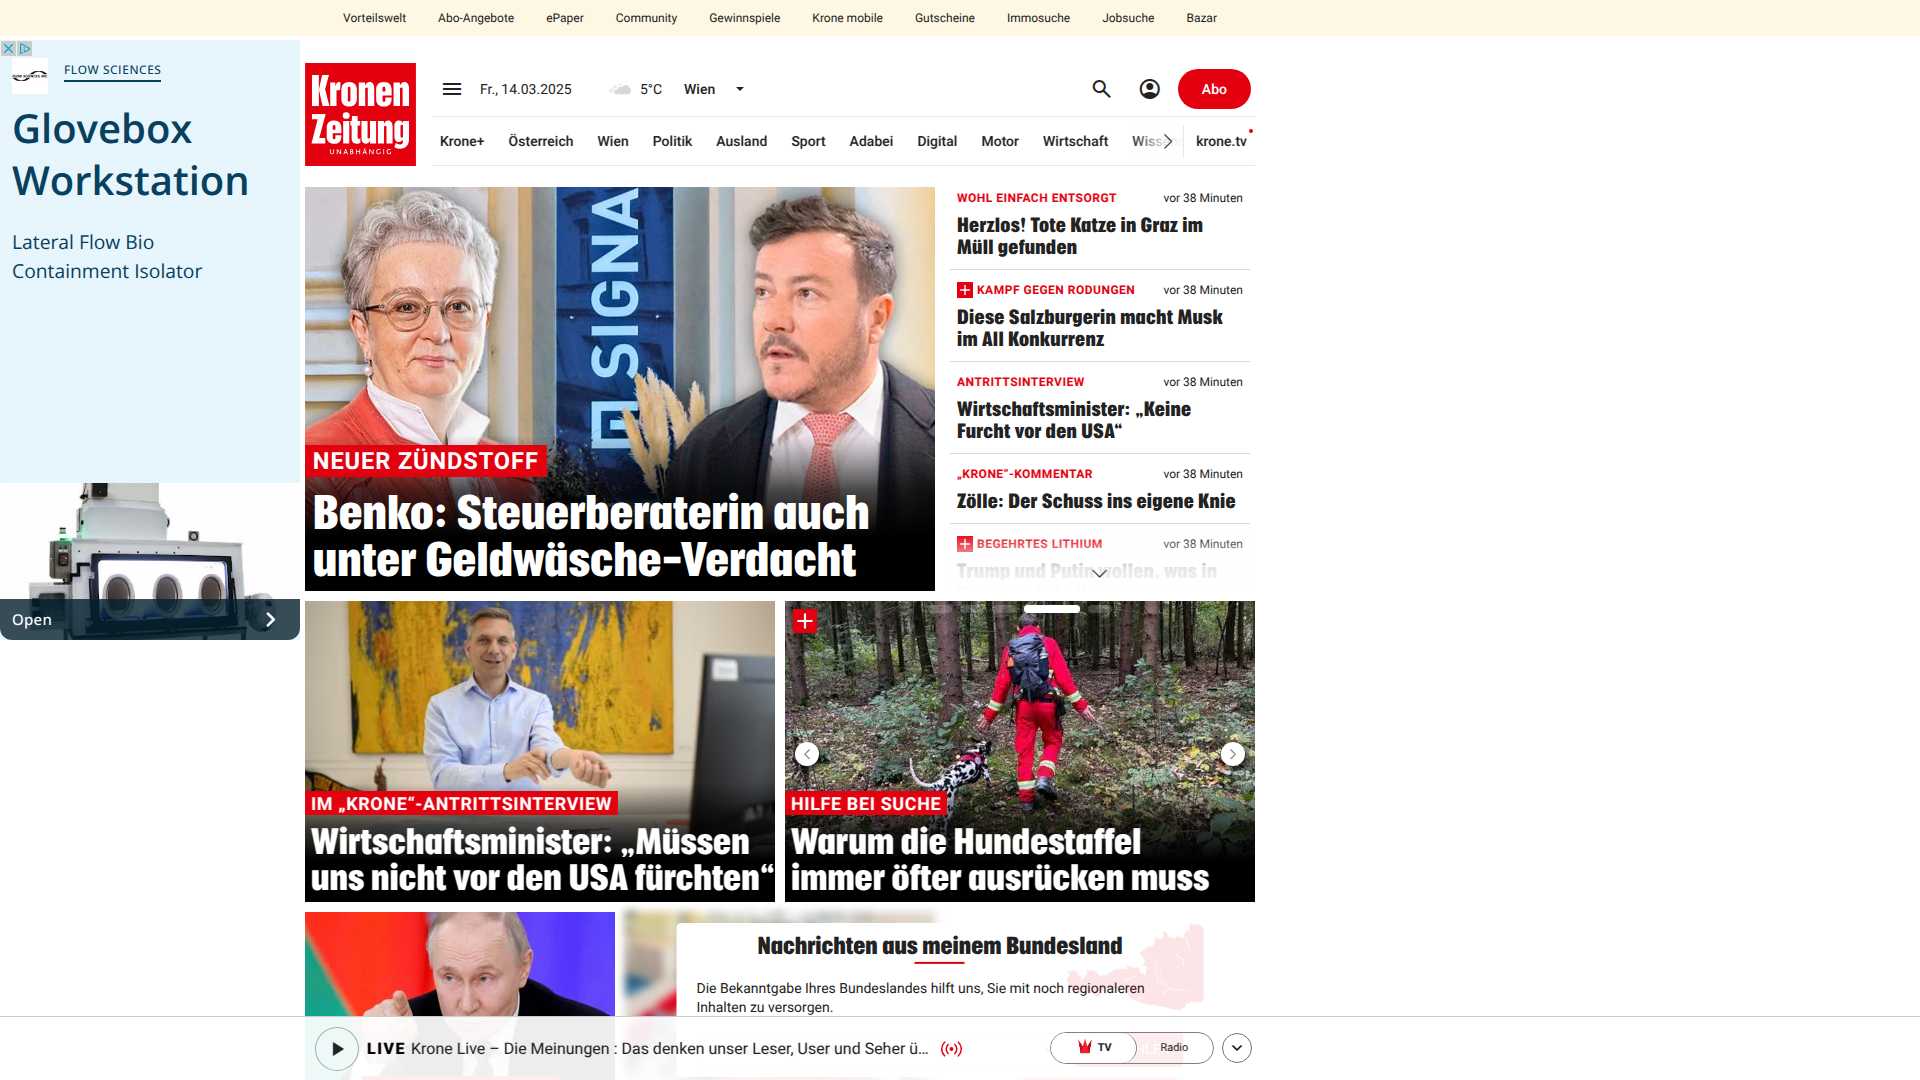 Vorteilswelt Abo-Angebote ePaper Community Gewinnspiele Krone mobile Gutscheine Immosuche Jobsuche Bazar
FLOW SCIENCES
Glovebox
Workstation
Lateral Flow Bio
Containment Isolator
Open
Kronen
Zeitung
UNABHÄNGIG
Fr., 14.03.2025 5°C Wien
Abo
Krone+ Österreich Wien Politik Ausland Sport Adabei Digital Motor Wirtschaft krone.tv
SIGNA
NEUER ZÜNDSTOFF
Benko: Steuerberaterin auch
unter Geldwäsche-Verdacht
WOHL EINFACH ENTSORGT vor 38 Minuten
Herzlos! Tote Katze in Graz im
Müll gefunden
KAMPF GEGEN RODUNGEN vor 38 Minuten
Diese Salzburgerin macht Musk
im All Konkurrenz
ANTRITTSINTERVIEW vor 38 Minuten
Wirtschaftsminister: „Keine
Furcht vor den USA“
„KRONE“-KOMMENTAR vor 38 Minuten
Zölle: Der Schuss ins eigene Knie
BEGEHRTES LITHIUM vor 38 Minuten
Trump und Putin wollen, was in
IM „KRONE“-ANTRITTSINTERVIEW
Wirtschaftsminister: „Müssen
uns nicht vor den USA fürchten“
HILFE BEI SUCHE
Warum die Hundestaffel
immer öfter ausrücken muss
Nachrichten aus meinem Bundesland
Die Bekanntgabe Ihres Bundeslandes hilft uns, Sie mit noch regionaleren
Inhalten zu versorgen.
LIVE Krone Live – Die Meinungen : Das denken unser Leser, User und Seher ü...
TV Radio